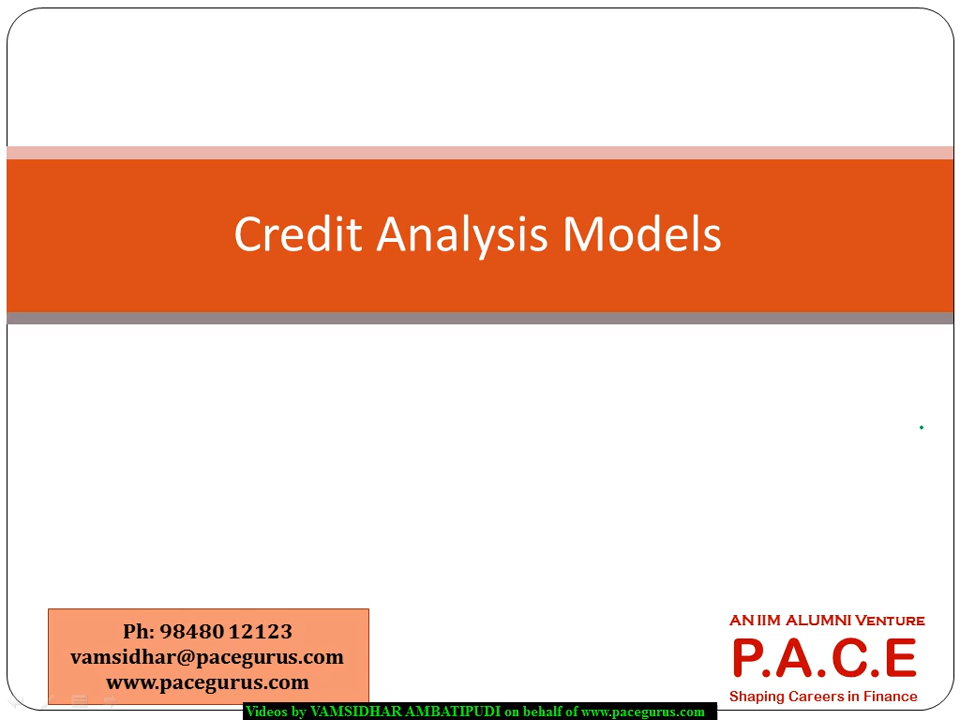 Credit Analysis Models
Ph: 98480 12123
vamsidhar@pacegurus.com
www.pacegurus.com
AN IIM ALUMNI VENTURE
P.A.C.E
Shaping Careers in Finance
Videos by VAMSIDHAR AMBATIPUDI on behalf of www.pacegurus.com